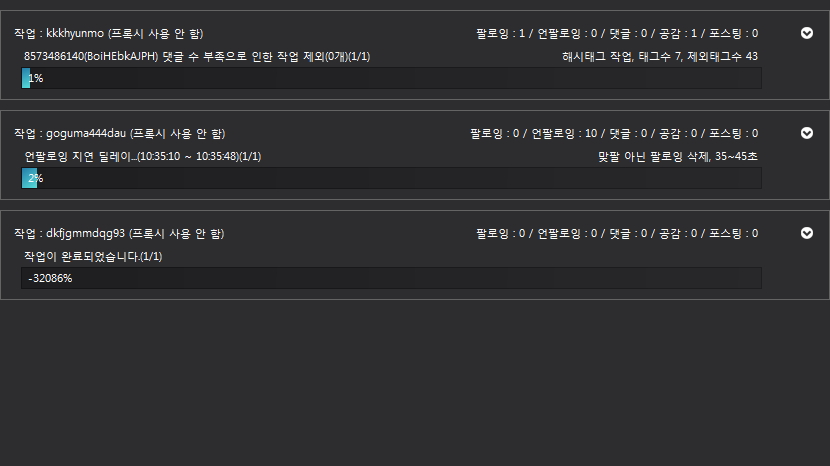 작업 : kkkhyunmo (프록시 사용 안 함) 팔로잉 : 1 / 언팔로잉 : 0 / 댓글 : 0 / 공감 : 1 / 포스팅 : 0
8573486140(BoiHEbkAJPH) 댓글 수 부족으로 인한 작업 제외(0개)(1/1) 해시태그 작업, 태그수 7, 제외태그수 43
1%
작업 : goguma444dau (프록시 사용 안 함) 팔로잉 : 0 / 언팔로잉 : 10 / 댓글 : 0 / 공감 : 0 / 포스팅 : 0
언팔로잉 지연 딜레이...(10:35:10 ~ 10:35:48)(1/1) 맞팔 아닌 팔로잉 삭제, 35~45초
2%
작업 : dkfjgmmdqg93 (프록시 사용 안 함) 팔로잉 : 0 / 언팔로잉 : 0 / 댓글 : 0 / 공감 : 0 / 포스팅 : 0
작업이 완료되었습니다.(1/1)
-32086%